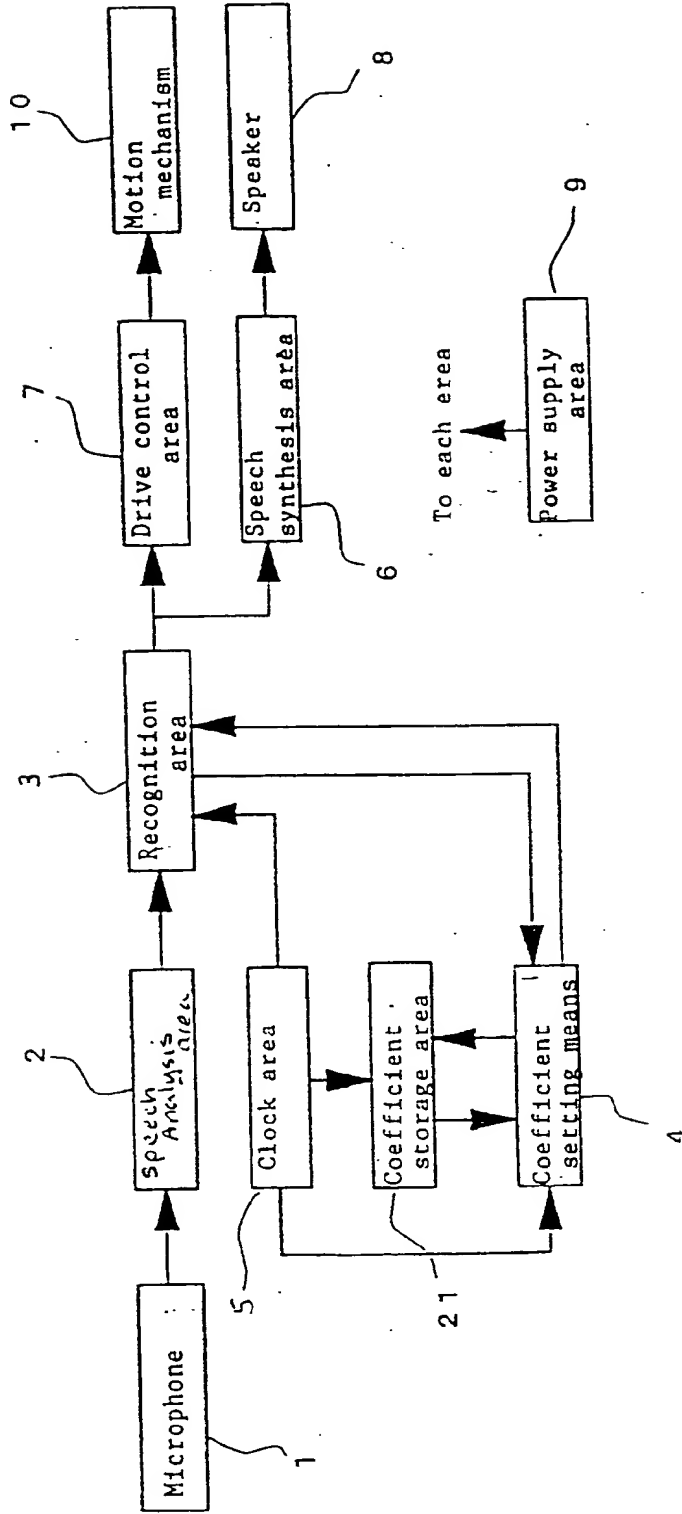 Microphone
1
speech
Analysis
area
2
Recognition
area
3
Drive control
area
7
Motion
mechanism
10
Speech
synthesis area
6
Speaker
8
Clock area
5
Coefficient
storage area
21
Coefficient
setting means
4
To each erea
Power supply
area
9